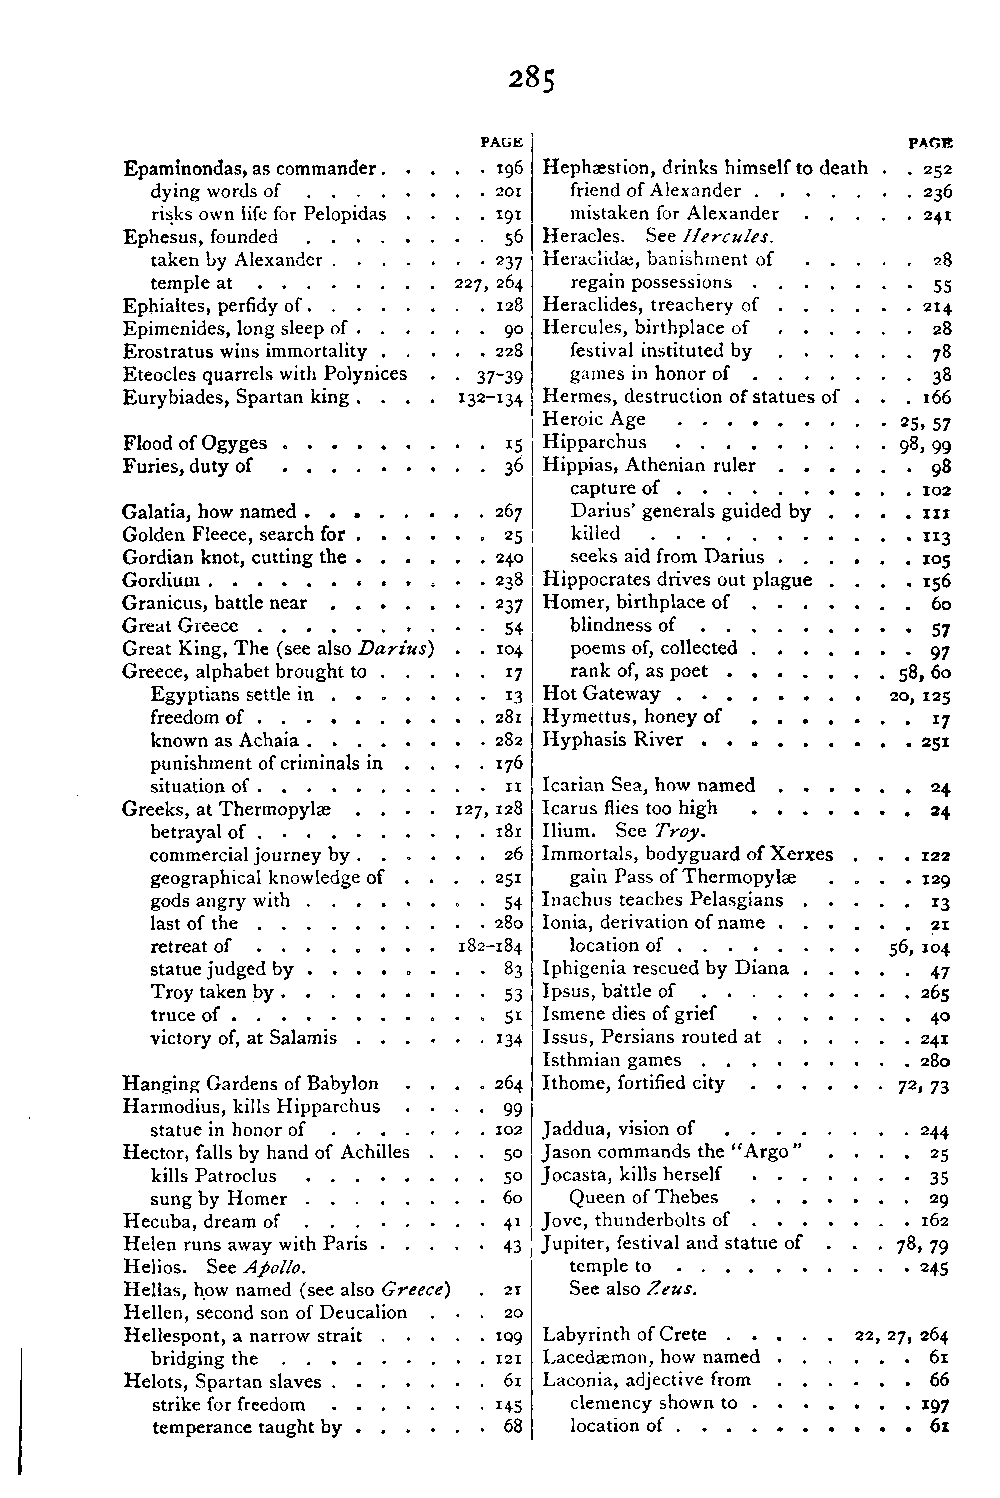 285
PAGE
Epaminondas, as commander . . . . . 196
dying words of . . . . . . . . 201
risks own life for Pelopidas . . . . 191
Ephesus, founded . . . . . . . . 56
taken by Alexander . . . . . . . 237
temple at . . . . . . . . 227, 264
Ephialtes, perfidy of . . . . . . . . 128
Epimenides, long sleep of . . . . . . 90
Erostratus wins immortality . . . . . 228
Eteocles quarrels with Polynices . . 37-39
Eurybiades, Spartan king . . . . 132-134
Flood of Ogyges . . . . . . . . . 15
Furies, duty of . . . . . . . . . 36
Galatia, how named . . . . . . . . 267
Golden Fleece, search for . . . . . . 25
Gordian knot, cutting the . . . . . . 240
Gordium . . . . . . . . . . . . 238
Granicus, battle near . . . . . . . 237
Great Greece . . . . . . . . . . 54
Great King, The (see also Darius) . . 104
Greece, alphabet brought to . . . . . 17
Egyptians settle in . . . . . . . 13
freedom of . . . . . . . . . . 281
known as Achaia . . . . . . . . 282
punishment of criminals in . . . . 176
situation of . . . . . . . . . . 11
Greeks, at Thermopylæ . . . . 127, 128
betrayal of . . . . . . . . . . 181
commercial journey by . . . . . . 26
geographical knowledge of . . . . 251
gods angry with . . . . . . . . 54
last of the . . . . . . . . . . 280
retreat of . . . . . . . . 182-184
statue judged by . . . . . . . . 83
Troy taken by . . . . . . . . . 53
truce of . . . . . . . . . . . 51
victory of, at Salamis . . . . . . 134
Hanging Gardens of Babylon . . . . 264
Harmodius, kills Hipparchus . . . . 99
statue in honor of . . . . . . . 102
Hector, falls by hand of Achilles . . . 50
kills Patroclus . . . . . . . . 50
sung by Homer . . . . . . . . 60
Hecuba, dream of . . . . . . . . 41
Helen runs away with Paris . . . . . 43
Helios. See Apollo.
Hellas, how named (see also Greece) . 21
Hellen, second son of Deucalion . . . 20
Hellespont, a narrow strait . . . . . 109
bridging the . . . . . . . . . 121
Helots, Spartan slaves . . . . . . . 61
strike for freedom . . . . . . . 145
temperance taught by . . . . . . 68
PAGE
Hephæstion, drinks himself to death . . 252
friend of Alexander . . . . . . . 236
mistaken for Alexander . . . . . 241
Heracles. See Hercules.
Heraclidæ, banishment of . . . . . 28
regain possessions . . . . . . . 55
Heraclides, treachery of . . . . . . 214
Hercules, birthplace of . . . . . . 28
festival instituted by . . . . . . 78
games in honor of . . . . . . . 38
Hermes, destruction of statues of . . . 166
Heroic Age . . . . . . . . . 25, 57
Hipparchus . . . . . . . . . 98, 99
Hippias, Athenian ruler . . . . . . 98
capture of . . . . . . . . . . 102
Darius' generals guided by . . . . 111
killed . . . . . . . . . . . 113
seeks aid from Darius . . . . . . 105
Hippocrates drives out plague . . . . 156
Homer, birthplace of . . . . . . . 60
blindness of . . . . . . . . . 57
poems of, collected . . . . . . . 97
rank of, as poet . . . . . . . 58, 60
Hot Gateway . . . . . . . . 20, 125
Hymettus, honey of . . . . . . . 17
Hyphasis River . . . . . . . . . 251
Icarian Sea, how named . . . . . . 24
Icarus flies too high . . . . . . . 24
Ilium. See Troy.
Immortals, bodyguard of Xerxes . . . 122
gain Pass of Thermopylæ . . . . 129
Inachus teaches Pelasgians . . . . . 13
Ionia, derivation of name . . . . . . 21
location of . . . . . . . . 56, 104
Iphigenia rescued by Diana . . . . . 47
Ipsus, battle of . . . . . . . . . 265
Ismene dies of grief . . . . . . . 40
Issus, Persians routed at . . . . . . 241
Isthmian games . . . . . . . . . 280
Ithome, fortified city . . . . . . 72, 73
Jaddua, vision of . . . . . . . . 244
Jason commands the "Argo" . . . . 25
Jocasta, kills herself . . . . . . . 35
Queen of Thebes . . . . . . . 29
Jove, thunderbolts of . . . . . . . 162
Jupiter, festival and statue of . . . 78, 79
temple to . . . . . . . . . . 245
See also Zeus.
Labyrinth of Crete . . . . . 22, 27, 264
Lacedæmon, how named . . . . . . 61
Laconia, adjective from . . . . . . 66
clemency shown to . . . . . . . 197
location of . . . . . . . . . . 61